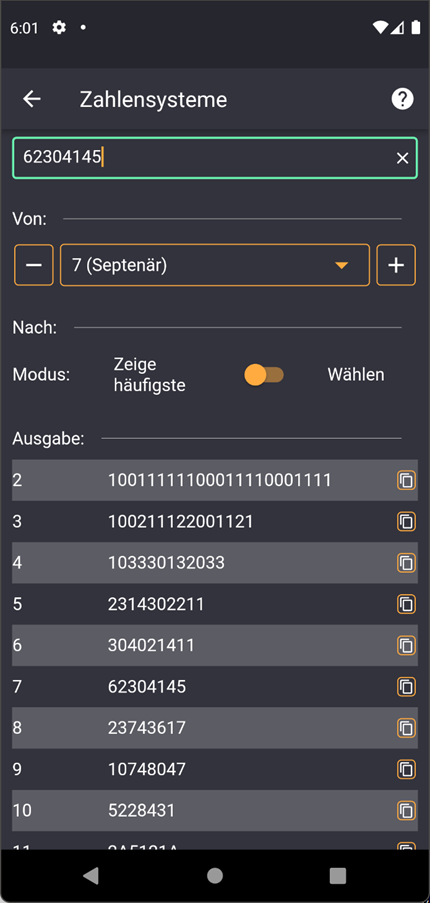 6:01
Zahlensysteme
62304145
Von:
7 (Septenär)
Nach:
Modus: Zeige häufigste Wählen
Ausgabe:
2 10011111100011110001111
3 100211122001121
4 103330132033
5 2314302211
6 304021411
7 62304145
8 23743617
9 10748047
10 5228431